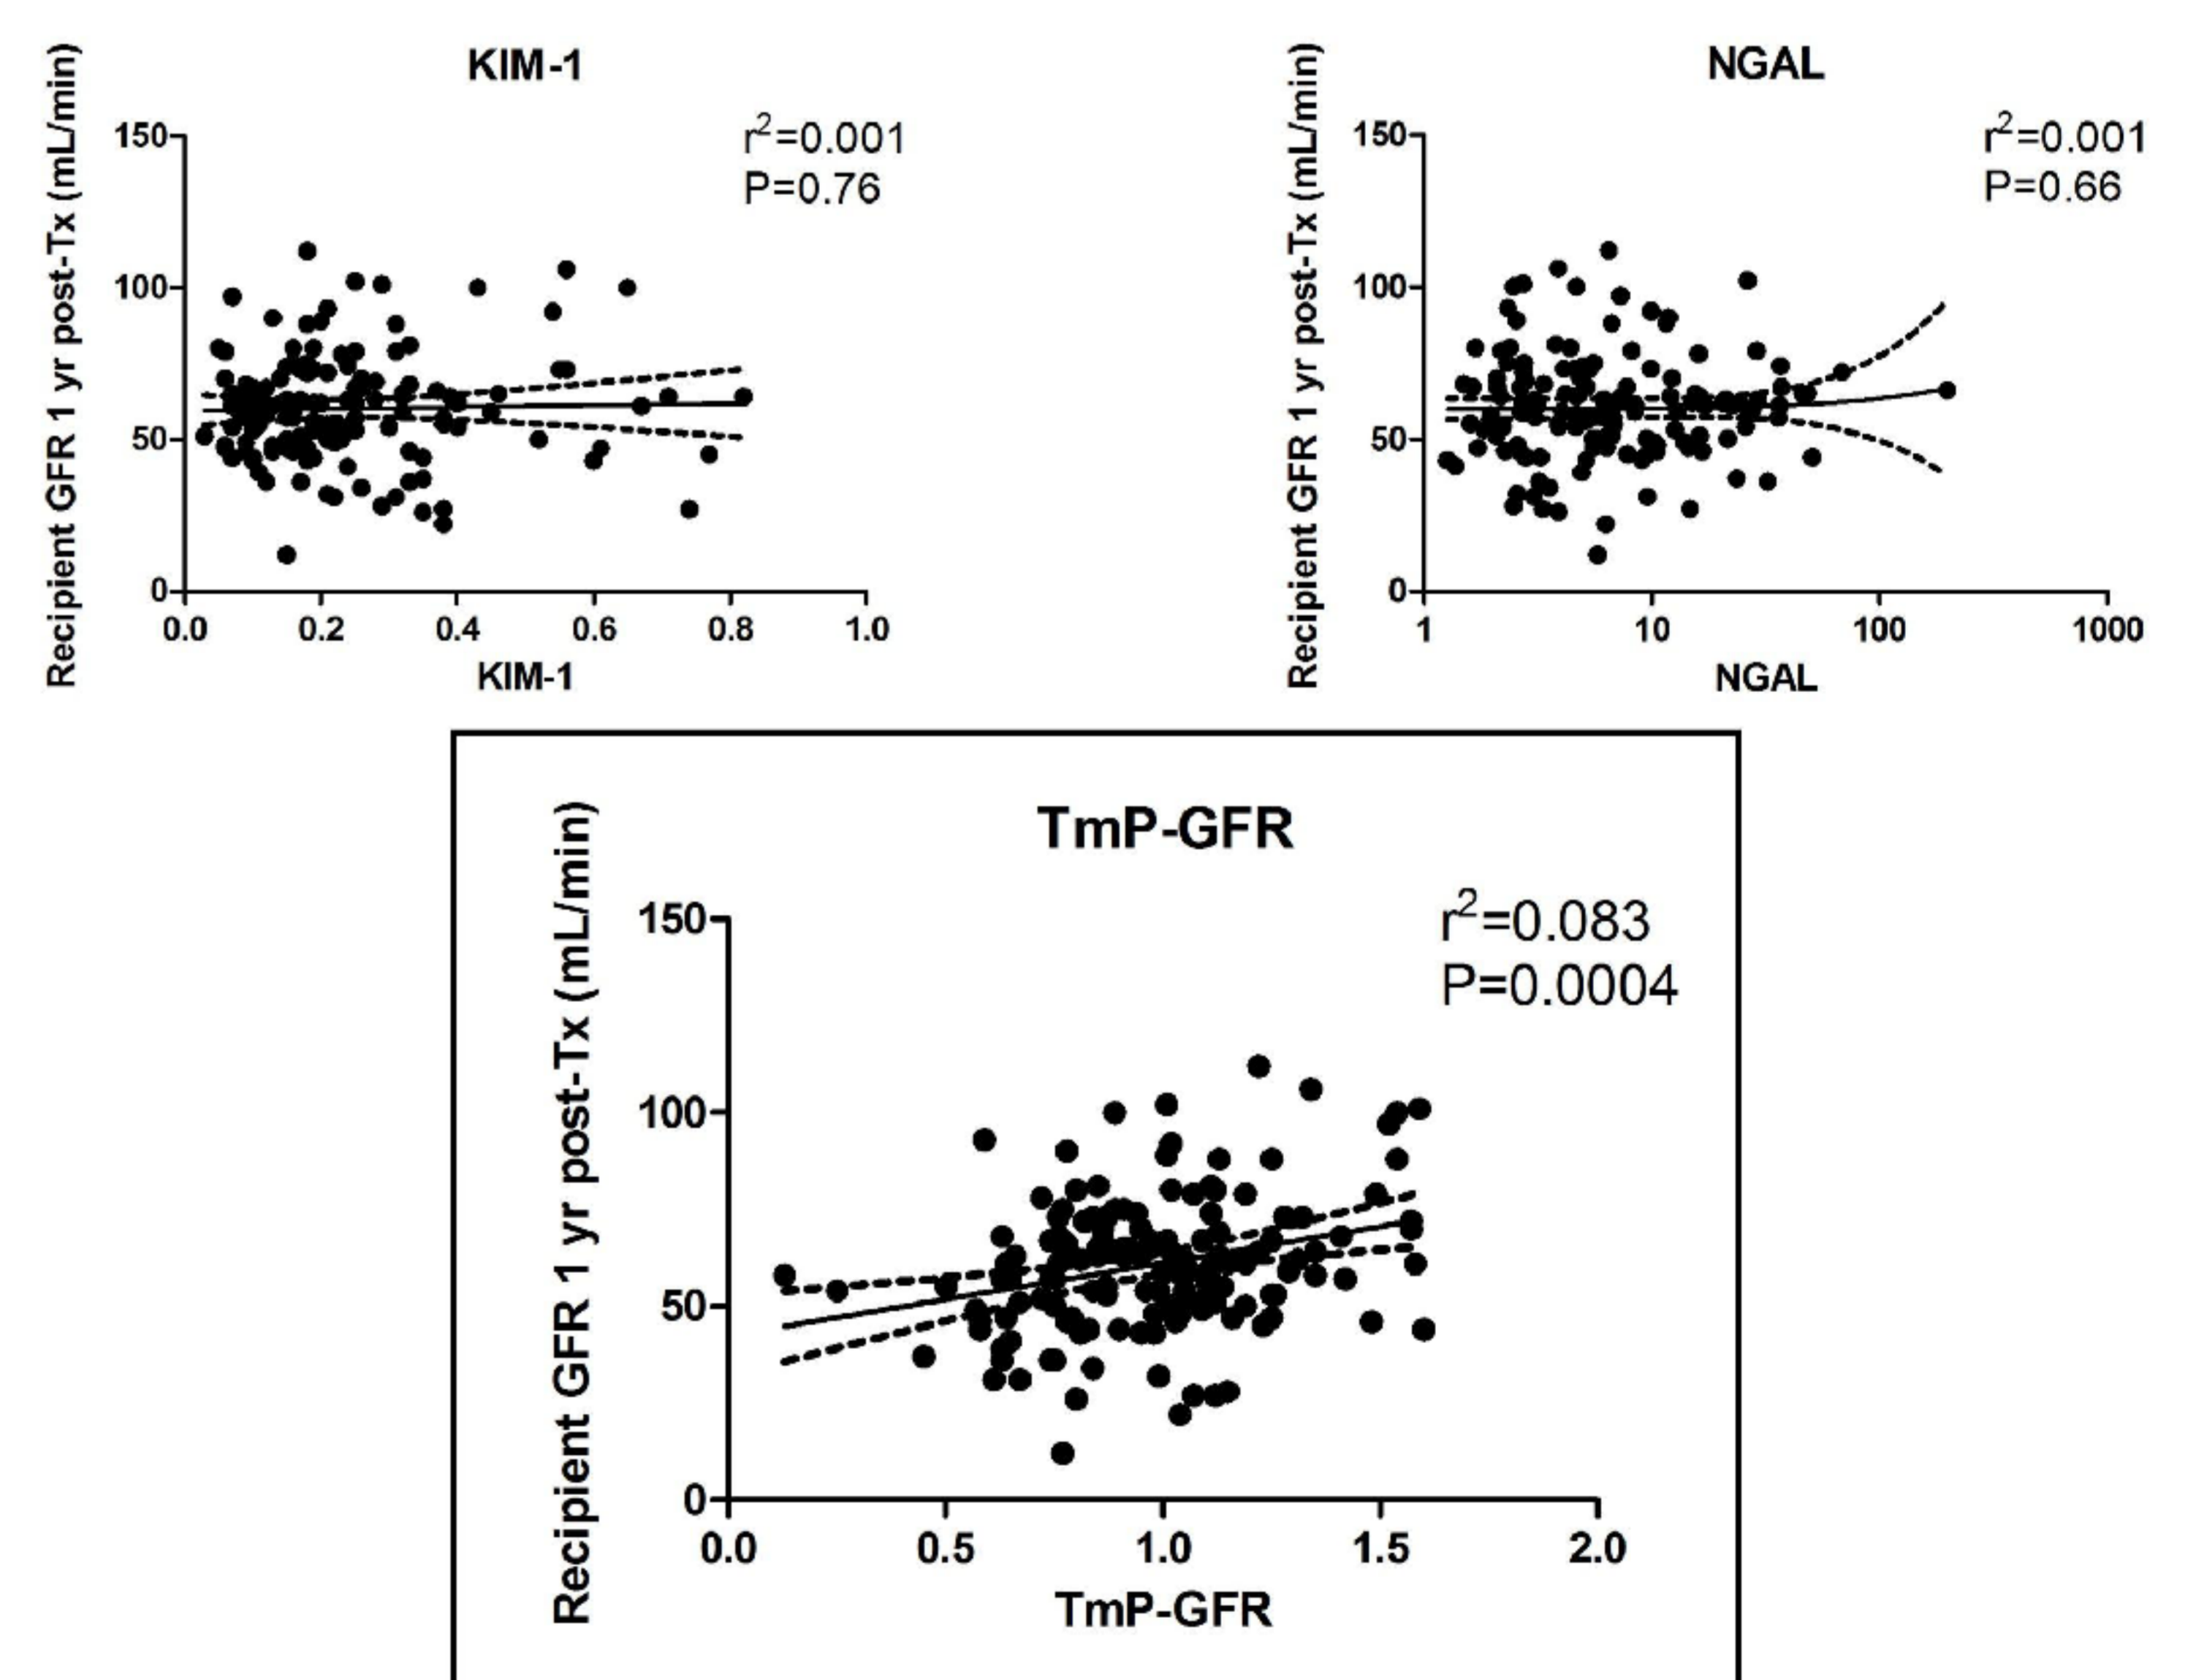 KIM-1
Recipient GFR 1 yr post-Tx (mL/min)
r²=0.001
P=0.76
150
100
50
0
0.0 0.2 0.4 0.6 0.8 1.0
KIM-1
NGAL
Recipient GFR 1 yr post-Tx (mL/min)
r²=0.001
P=0.66
150
100
50
0
1 10 100 1000
NGAL
TmP-GFR
Recipient GFR 1 yr post-Tx (mL/min)
r²=0.083
P=0.0004
150
100
50
0
0.0 0.5 1.0 1.5 2.0
TmP-GFR